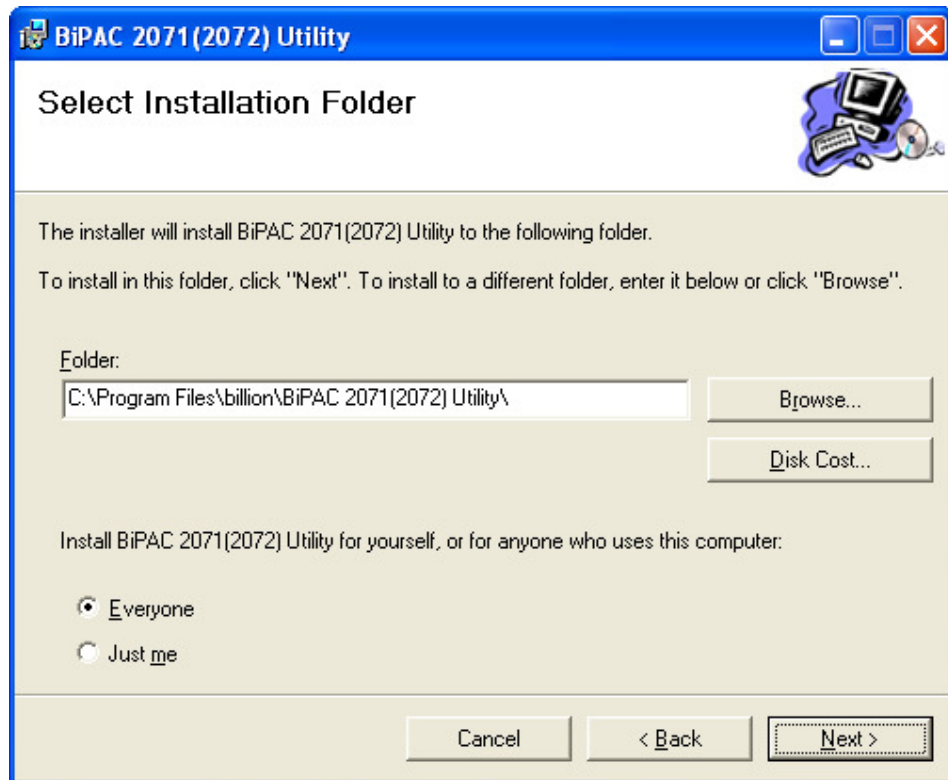 BiPAC 2071(2072) Utility
Select Installation Folder
The installer will install BiPAC 2071(2072) Utility to the following folder.
To install in this folder, click "Next". To install to a different folder, enter it below or click "Browse".
Folder:
C:\Program Files\billion\BiPAC 2071(2072) Utility\
Browse...
Disk Cost...
Install BiPAC 2071(2072) Utility for yourself, or for anyone who uses this computer:
Everyone
Just me
Cancel
< Back
Next >